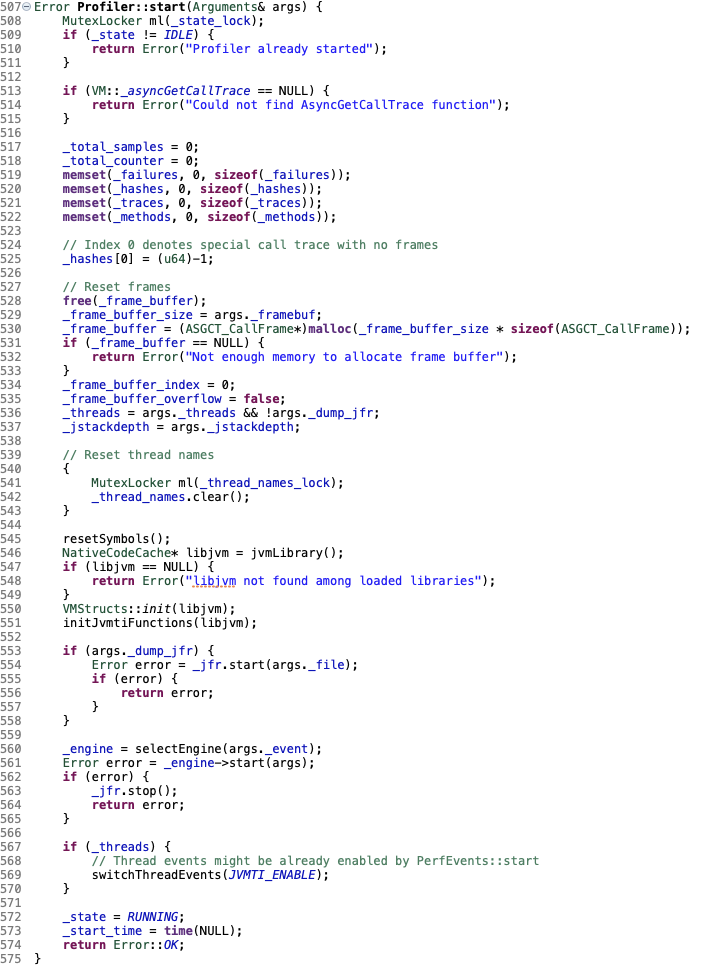 507 Error Profiler::start(Arguments& args) {
508     MutexLocker ml(_state_lock);
509     if (_state != IDLE) {
510         return Error("Profiler already started");
511     }
512
513     if (VM::_asyncGetCallTrace == NULL) {
514         return Error("Could not find AsyncGetCallTrace function");
515     }
516
517     _total_samples = 0;
518     _total_counter = 0;
519     memset(_failures, 0, sizeof(_failures));
520     memset(_hashes, 0, sizeof(_hashes));
521     memset(_traces, 0, sizeof(_traces));
522     memset(_methods, 0, sizeof(_methods));
523
524     // Index 0 denotes special call trace with no frames
525     _hashes[0] = (u64)-1;
526
527     // Reset frames
528     free(_frame_buffer);
529     _frame_buffer_size = args._framebuf;
530     _frame_buffer = (ASGCT_CallFrame*)malloc(_frame_buffer_size * sizeof(ASGCT_CallFrame));
531     if (_frame_buffer == NULL) {
532         return Error("Not enough memory to allocate frame buffer");
533     }
534     _frame_buffer_index = 0;
535     _frame_buffer_overflow = false;
536     _threads = args._threads && !args._dump_jfr;
537     _jstackdepth = args._jstackdepth;
538
539     // Reset thread names
540     {
541         MutexLocker ml(_thread_names_lock);
542         _thread_names.clear();
543     }
544
545     resetSymbols();
546     NativeCodeCache* libjvm = jvmLibrary();
547     if (libjvm == NULL) {
548         return Error("libjvm not found among loaded libraries");
549     }
550     VMStructs::init(libjvm);
551     initJvmtiFunctions(libjvm);
552
553     if (args._dump_jfr) {
554         Error error = _jfr.start(args._file);
555         if (error) {
556             return error;
557         }
558     }
559
560     _engine = selectEngine(args._event);
561     Error error = _engine->start(args);
562     if (error) {
563         _jfr.stop();
564         return error;
565     }
566
567     if (_threads) {
568         // Thread events might be already enabled by PerfEvents::start
569         switchThreadEvents(JVMTI_ENABLE);
570     }
571
572     _state = RUNNING;
573     _start_time = time(NULL);
574     return Error::OK;
575 }